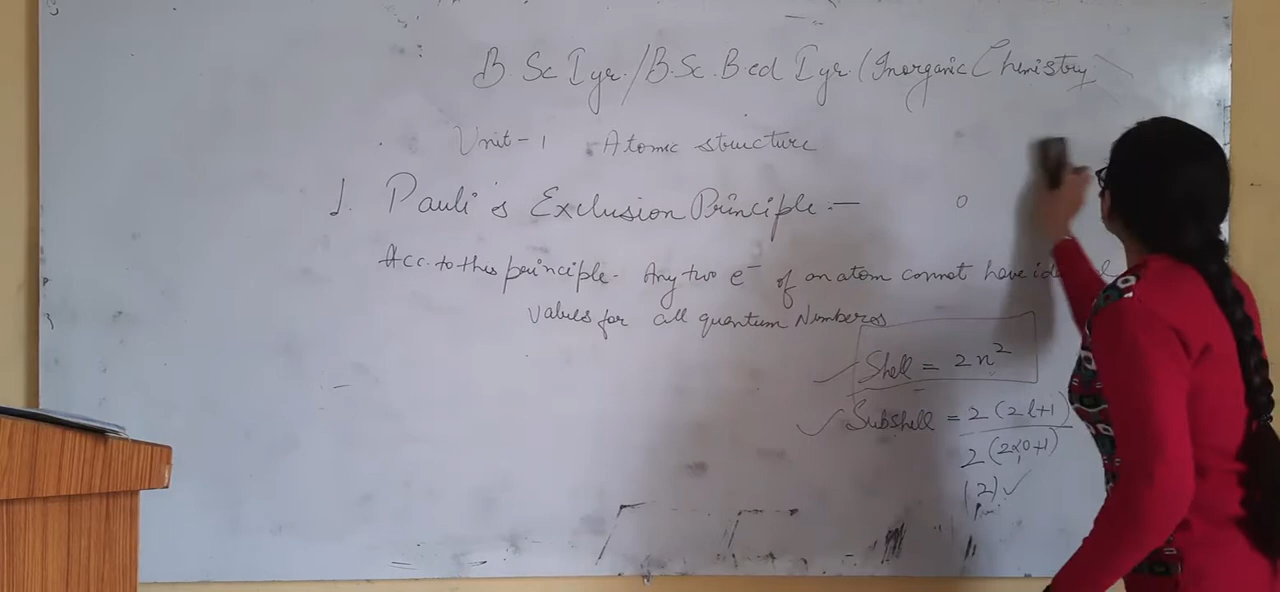 B.Sc I yr./B.Sc.B.ed I yr. (Inorganic Chemistry
Unit-1 Atomic structure
1. Pauli's Exclusion Principle :-
0
Acc. to this principle - Any two e⁻ of an atom cannot have
values for all quantum Numbers
Shell = 2n²
✓ Subshell = 2(2l+1)
2(2x0+1)
(2) ✓